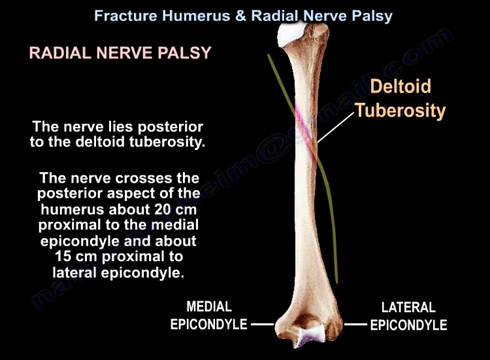 Fracture Humerus & Radial Nerve Palsy
RADIAL NERVE PALSY
Deltoid
Tuberosity
The nerve lies posterior
to the deltoid tuberosity.
The nerve crosses the
posterior aspect of the
humerus about 20 cm
proximal to the medial
epicondyle and about
15 cm proximal to
lateral epicondyle.
MEDIAL
EPICONDYLE
LATERAL
EPICONDYLE